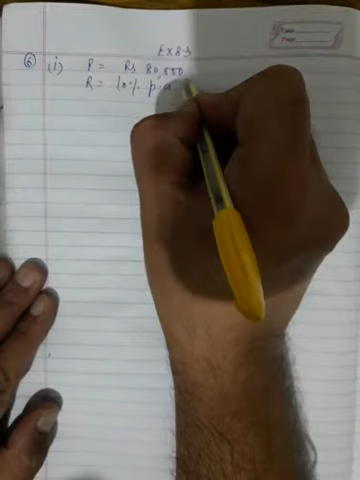 Ex 8.3
6 (i) P = Rs 80,000
R = 10% p.a